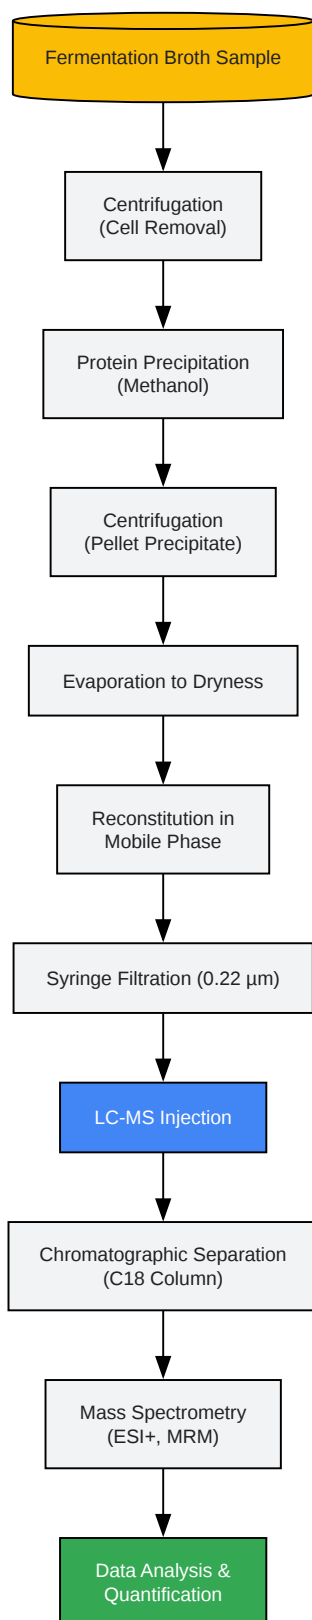 Fermentation Broth Sample
Centrifugation
(Cell Removal)
Protein Precipitation
(Methanol)
Centrifugation
(Pellet Precipitate)
Evaporation to Dryness
Reconstitution in
Mobile Phase
Syringe Filtration (0.22 µm)
LC-MS Injection
Chromatographic Separation
(C18 Column)
Mass Spectrometry
(ESI+, MRM)
Data Analysis &
Quantification